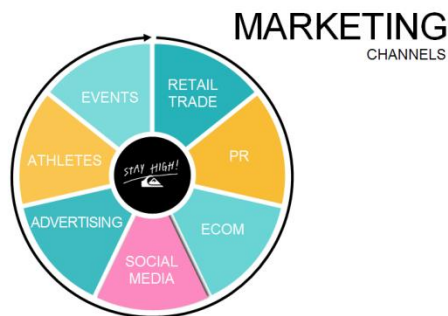 MARKETING
CHANNELS
RETAIL
TRADE
PR
ECOM
SOCIAL
MEDIA
ADVERTISING
ATHLETES
EVENTS
STAY HIGH!